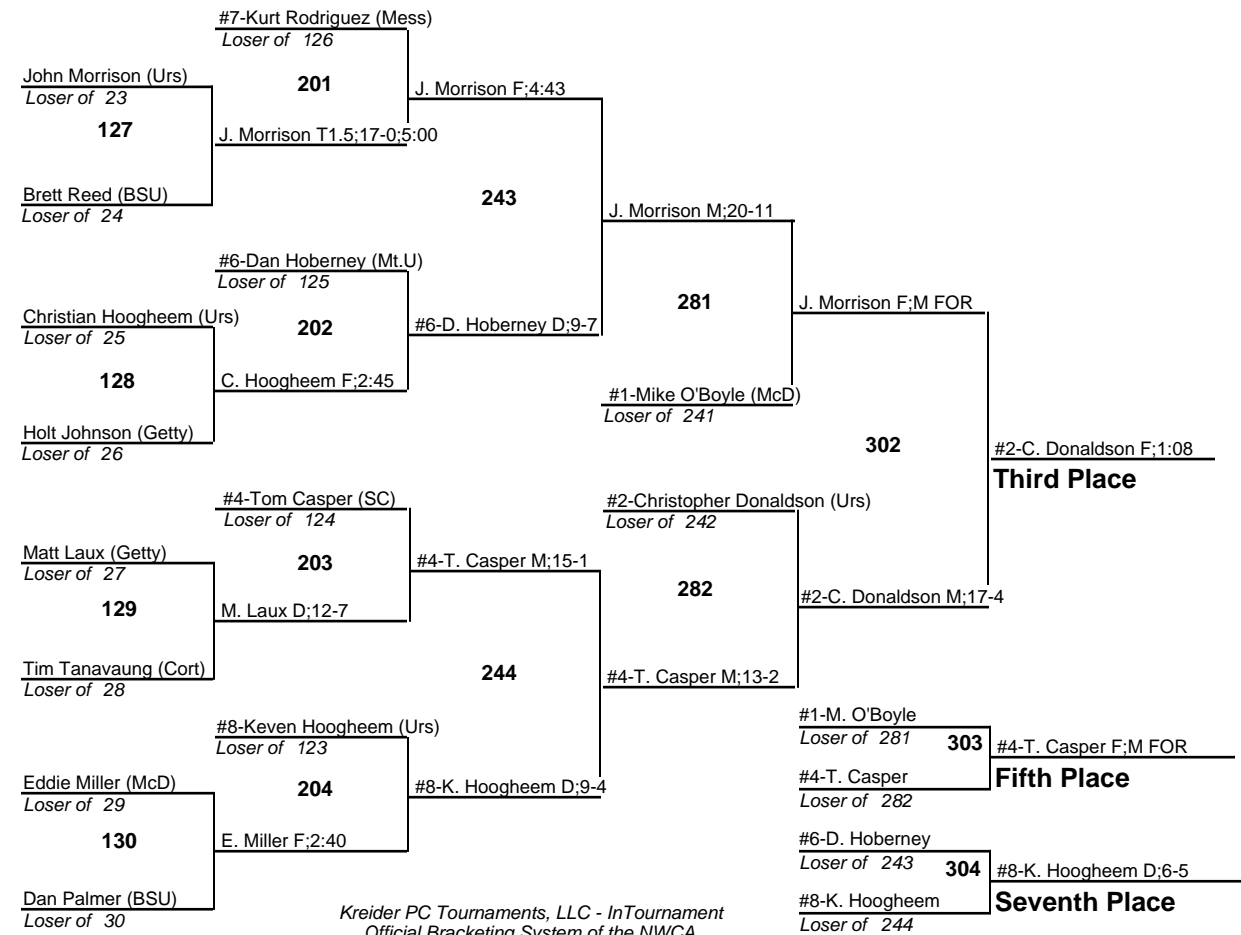 #7-Kurt Rodriguez (Mess)
Loser of 126
201
John Morrison (Urs)
Loser of 23
127
J. Morrison F;4:43
J. Morrison T1.5;17-0;5:00
Brett Reed (BSU)
Loser of 24
243
J. Morrison M;20-11
#6-Dan Hoberney (Mt.U)
Loser of 125
202
Christian Hoogheem (Urs)
Loser of 25
128
#6-D. Hoberney D;9-7
C. Hoogheem F;2:45
Holt Johnson (Getty)
Loser of 26
281
J. Morrison F;M FOR
#1-Mike O'Boyle (McD)
Loser of 241
302
#2-C. Donaldson F;1:08
Third Place
#4-Tom Casper (SC)
Loser of 124
203
Matt Laux (Getty)
Loser of 27
129
#4-T. Casper M;15-1
M. Laux D;12-7
Tim Tanavaung (Cort)
Loser of 28
#2-Christopher Donaldson (Urs)
Loser of 242
282
#2-C. Donaldson M;17-4
244
#4-T. Casper M;13-2
#8-Keven Hoogheem (Urs)
Loser of 123
204
Eddie Miller (McD)
Loser of 29
130
#8-K. Hoogheem D;9-4
E. Miller F;2:40
Dan Palmer (BSU)
Loser of 30
#1-M. O'Boyle
Loser of 281
303
#4-T. Casper F;M FOR
Fifth Place
#4-T. Casper
Loser of 282
#6-D. Hoberney
Loser of 243
304
#8-K. Hoogheem D;6-5
Seventh Place
#8-K. Hoogheem
Loser of 244
Kreider PC Tournaments, LLC - InTournament
Official Bracketing System of the NWCA